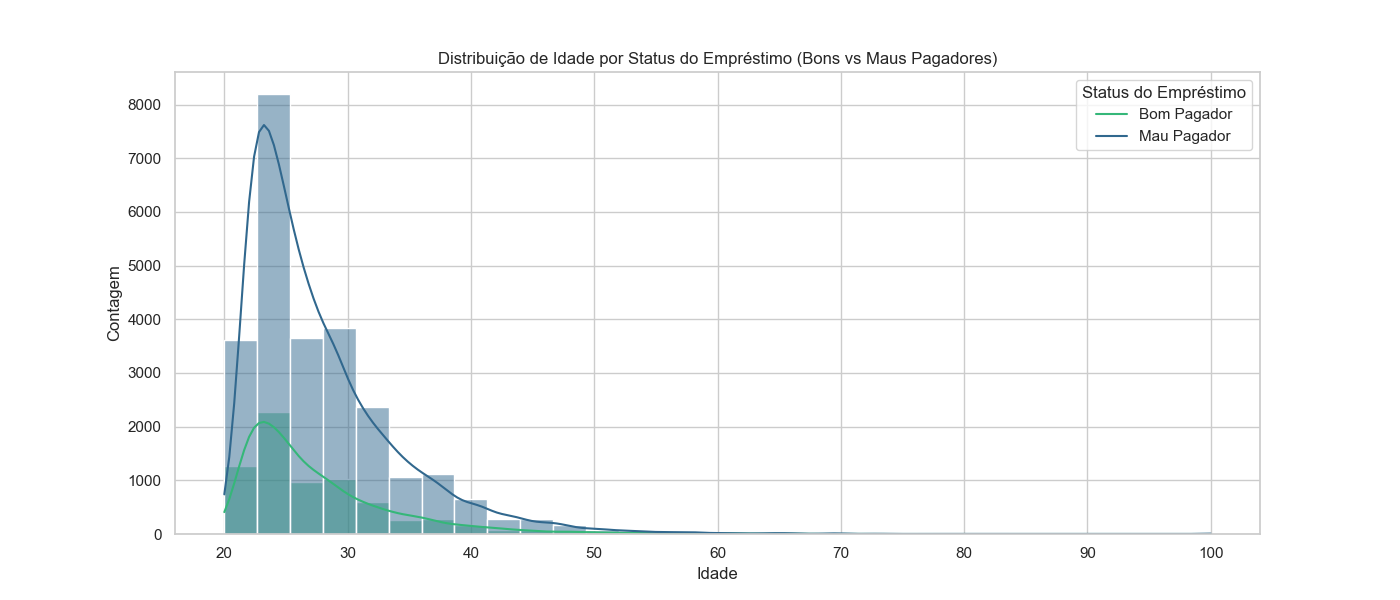 Distribuição de Idade por Status do Empréstimo (Bons vs Maus Pagadores)
Status do Empréstimo
Bom Pagador
Mau Pagador
Contagem
8000
7000
6000
5000
4000
3000
2000
1000
0
20 30 40 50 60 70 80 90 100
Idade